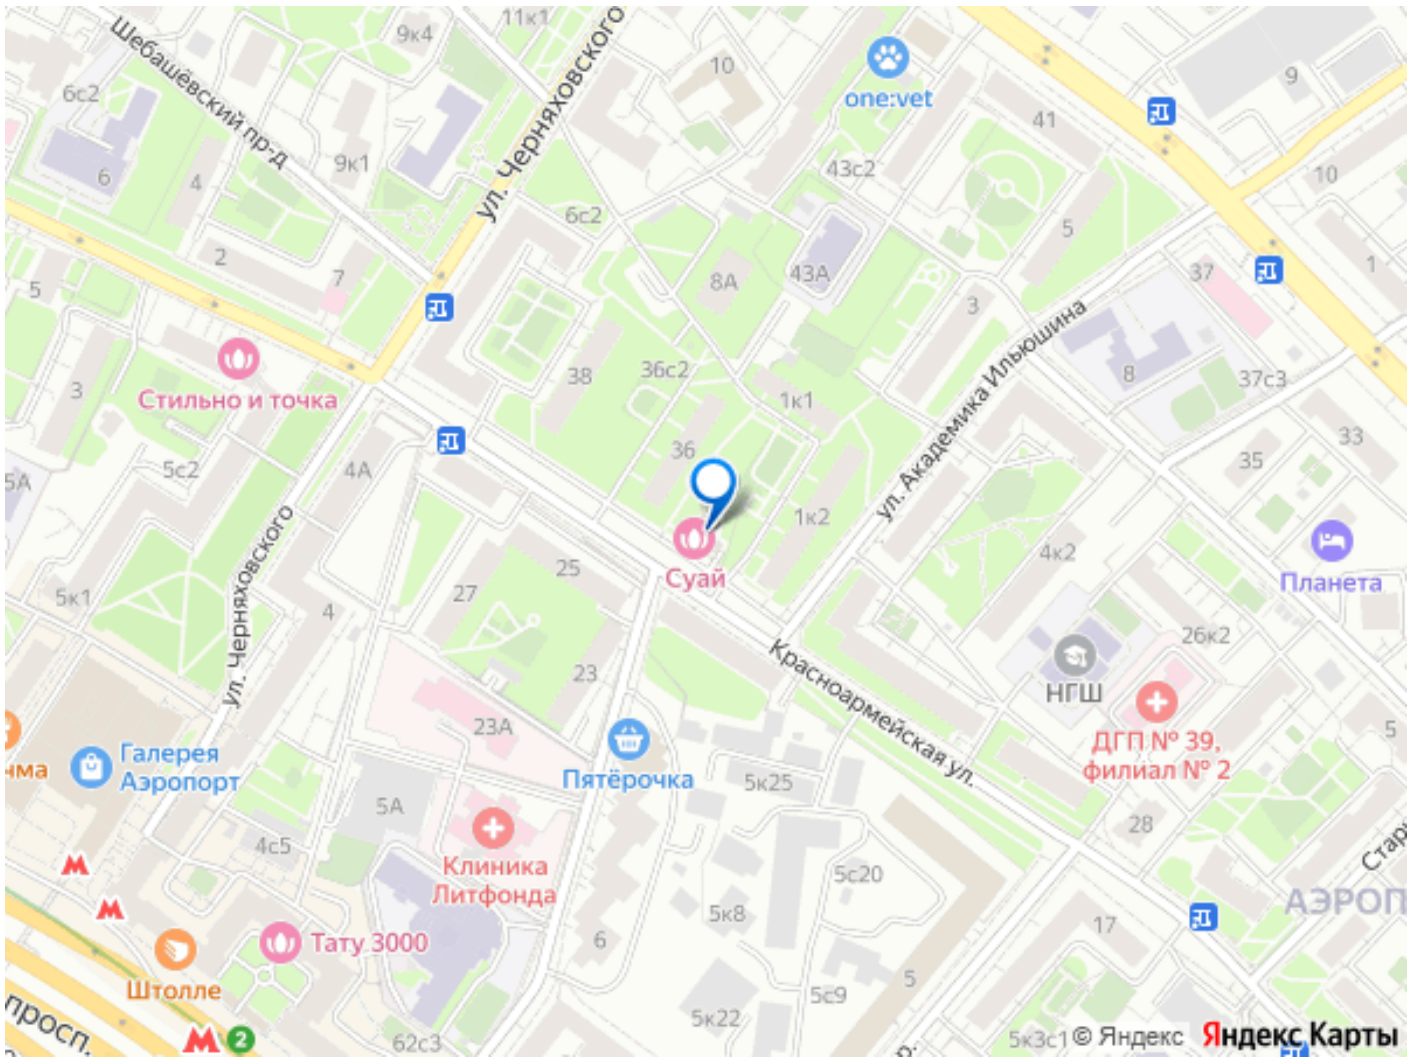 11к1
9к4
Шебашёвский пр-д
ул. Черняховского
10
one:vet
9
6с2
41
6
4
9к1
43с2
10
6с2
5
2
7
8А
43А
37
1
5
3
Стильно и точка
3
38
36с2
1к1
ул. Академика Ильюшина
8
37с3
5с2
4А
36
33
35
5А
1к2
ул. Черняховского
4к2
Суай
25
Планета
5к1
27
4
26к2
Красноармейская ул.
23
НГШ
23А
ДГП № 39,
филиал № 2
5
Галерея
Аэропорт
Пятёрочка
5к25
5А
28
4с5
Клиника
Литфонда
5с20
Стар
АЭРОП
5к8
17
Тату 3000
6
Штолле
5
5с9
просп.
5к22
2
62с3
5к3с1
© Яндекс
Яндекс Карты